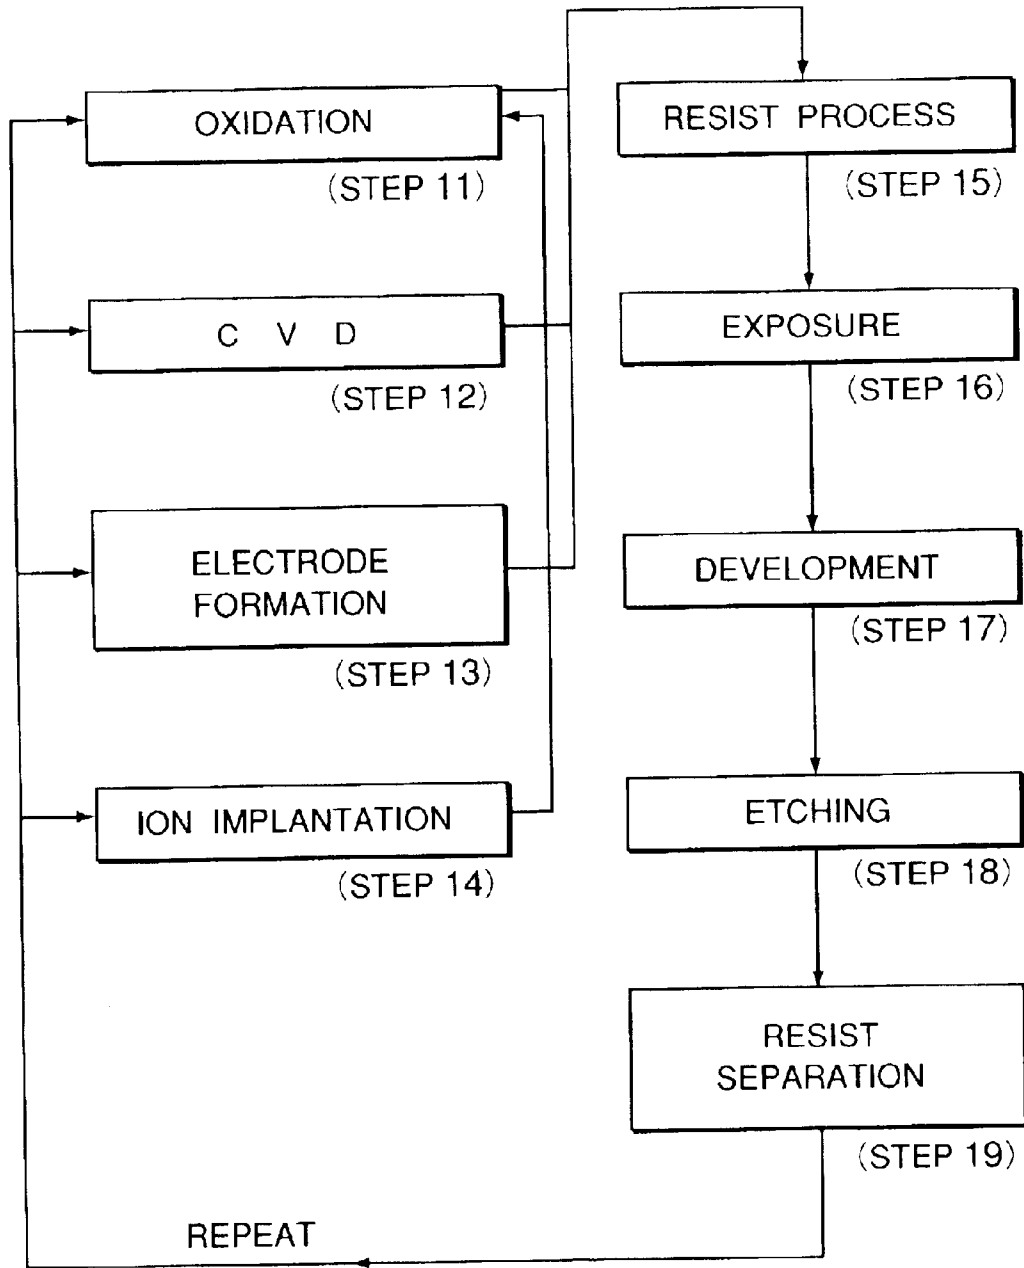 OXIDATION
(STEP 11)
C V D
(STEP 12)
ELECTRODE
FORMATION
(STEP 13)
ION IMPLANTATION
(STEP 14)
RESIST PROCESS
(STEP 15)
EXPOSURE
(STEP 16)
DEVELOPMENT
(STEP 17)
ETCHING
(STEP 18)
RESIST
SEPARATION
(STEP 19)
REPEAT